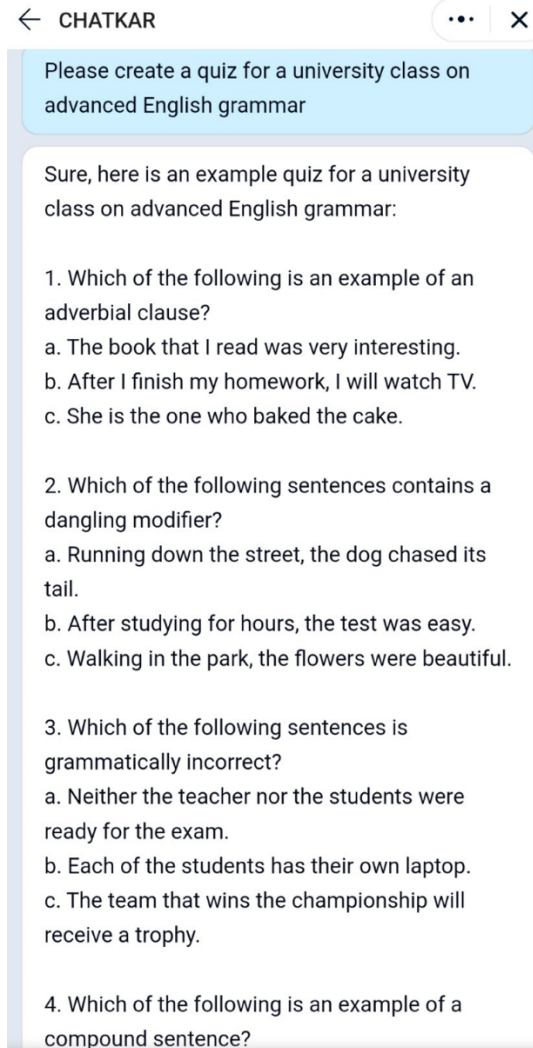 CHATKAR
Please create a quiz for a university class on
advanced English grammar
Sure, here is an example quiz for a university
class on advanced English grammar:
1. Which of the following is an example of an
adverbial clause?
a. The book that I read was very interesting.
b. After I finish my homework, I will watch TV.
c. She is the one who baked the cake.
2. Which of the following sentences contains a
dangling modifier?
a. Running down the street, the dog chased its
tail.
b. After studying for hours, the test was easy.
c. Walking in the park, the flowers were beautiful.
3. Which of the following sentences is
grammatically incorrect?
a. Neither the teacher nor the students were
ready for the exam.
b. Each of the students has their own laptop.
c. The team that wins the championship will
receive a trophy.
4. Which of the following is an example of a
compound sentence?